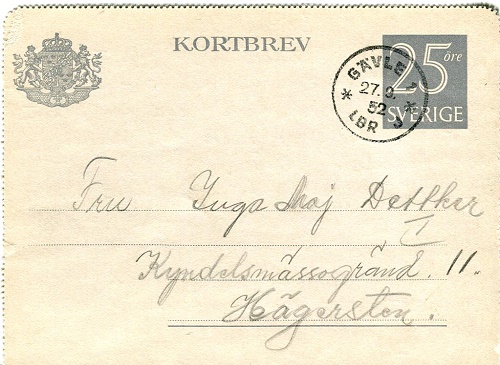 KORTBREV
25 öre
SVERIGE
GÄVLE 1
27.9.
52
LBR
Fru Inga Maj Dettker
I
Kyndelsmässogränd. 11.
Hägersten.